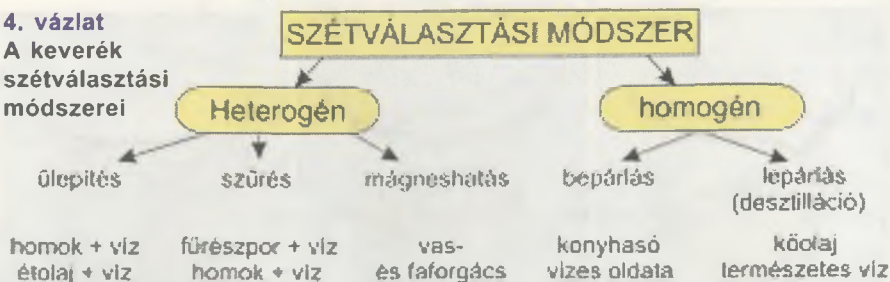 4. vázlat
A keverék
szétválasztási
módszerei
SZÉTVÁLASZTÁSI MÓDSZER
Heterogén
homogén
ülepítés
szűrés
mágneshatás
bepárlás
lepárlás
(desztilláció)
homok + víz
étolaj + víz
fűrészpor + víz
homok + víz
vas-
és faforgács
konyhasó
vizes oldata
kőolaj
természetes víz